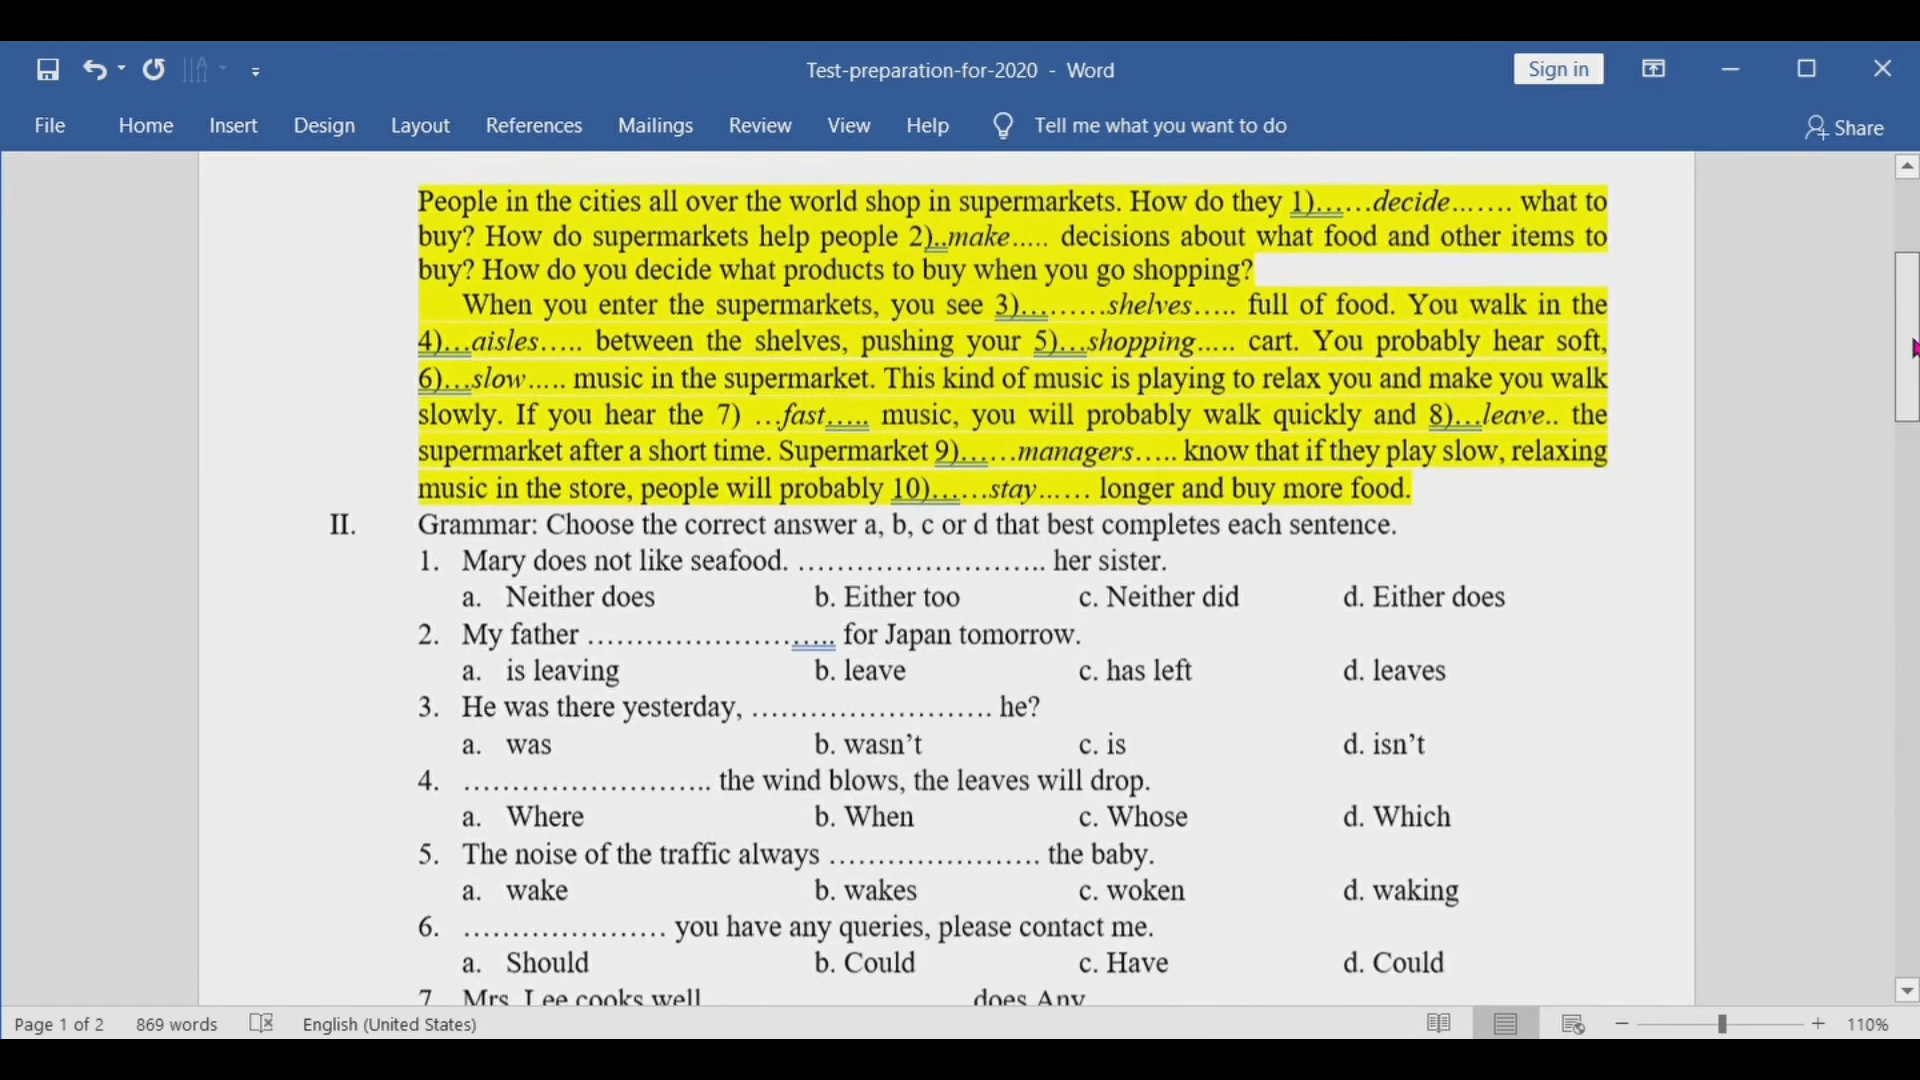 Test-preparation-for-2020 - Word
Sign in
File Home Insert Design Layout References Mailings Review View Help Tell me what you want to do Share
People in the cities all over the world shop in supermarkets. How do they 1)……decide……. what to
buy? How do supermarkets help people 2)..make….. decisions about what food and other items to
buy? How do you decide what products to buy when you go shopping?
When you enter the supermarkets, you see 3)………shelves….. full of food. You walk in the
4)…aisles….. between the shelves, pushing your 5)…shopping….. cart. You probably hear soft,
6)…slow….. music in the supermarket. This kind of music is playing to relax you and make you walk
slowly. If you hear the 7) …fast….. music, you will probably walk quickly and 8)…leave.. the
supermarket after a short time. Supermarket 9)……managers….. know that if they play slow, relaxing
music in the store, people will probably 10)……stay…… longer and buy more food.
II. Grammar: Choose the correct answer a, b, c or d that best completes each sentence.
1. Mary does not like seafood. …………………….. her sister.
a. Neither does b. Either too c. Neither did d. Either does
2. My father …………………….. for Japan tomorrow.
a. is leaving b. leave c. has left d. leaves
3. He was there yesterday, …………………… he?
a. was b. wasn’t c. is d. isn’t
4. …………………….. the wind blows, the leaves will drop.
a. Where b. When c. Whose d. Which
5. The noise of the traffic always …………………. the baby.
a. wake b. wakes c. woken d. waking
6. ………………… you have any queries, please contact me.
a. Should b. Could c. Have d. Could
7. Mrs. Lee cooks well does Any
Page 1 of 2 869 words English (United States) 110%